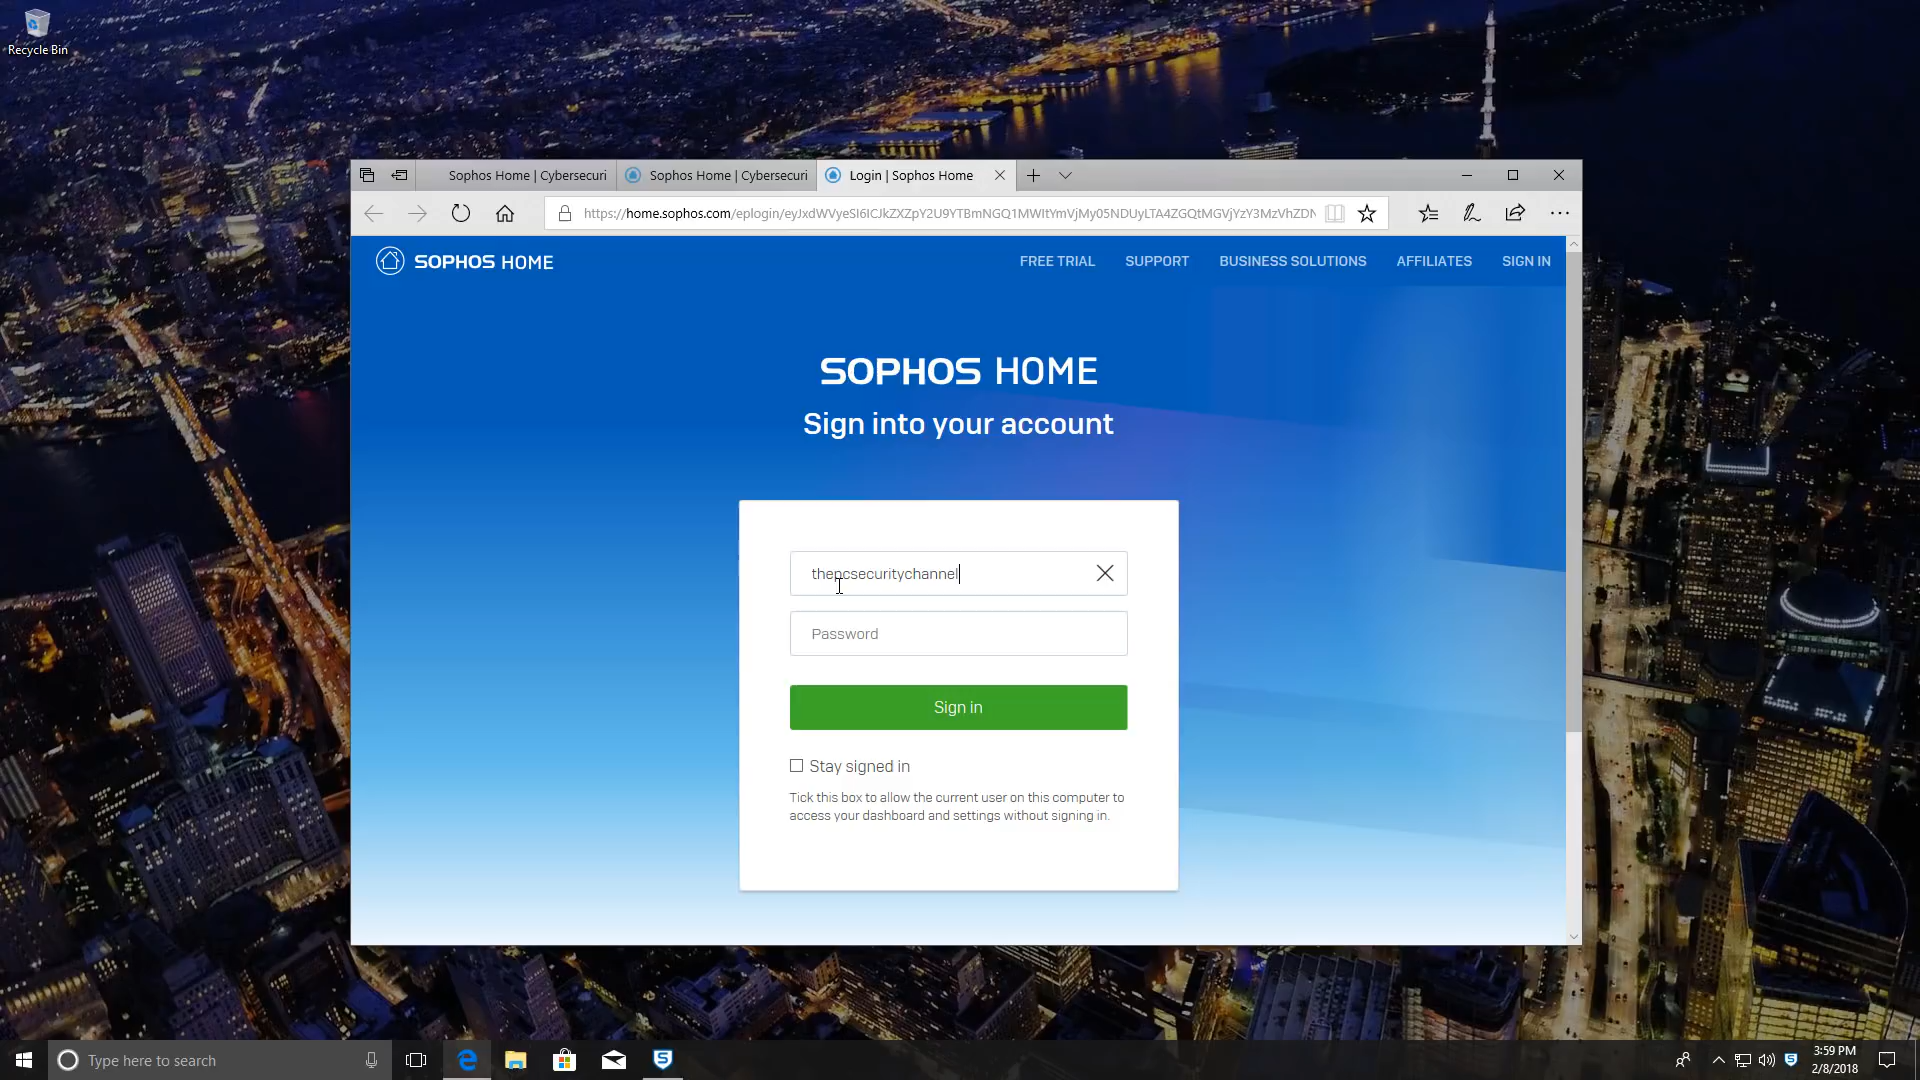 Recycle Bin
Sophos Home | Cybersecuri
Sophos Home | Cybersecuri
Login | Sophos Home
https://home.sophos.com/eplogin/eyJxdWVyeSI6ICJkZXZpY2U9YTBmNGQ1MWItYmVjMy05NDUyLTA4ZGQtMGVjYzY3MzVhZDN
SOPHOS HOME
FREE TRIAL
SUPPORT
BUSINESS SOLUTIONS
AFFILIATES
SIGN IN
SOPHOS HOME
Sign into your account
thepcsecuritychannel
Password
Sign in
Stay signed in
Tick this box to allow the current user on this computer to
access your dashboard and settings without signing in.
Type here to search
3:59 PM
2/8/2018